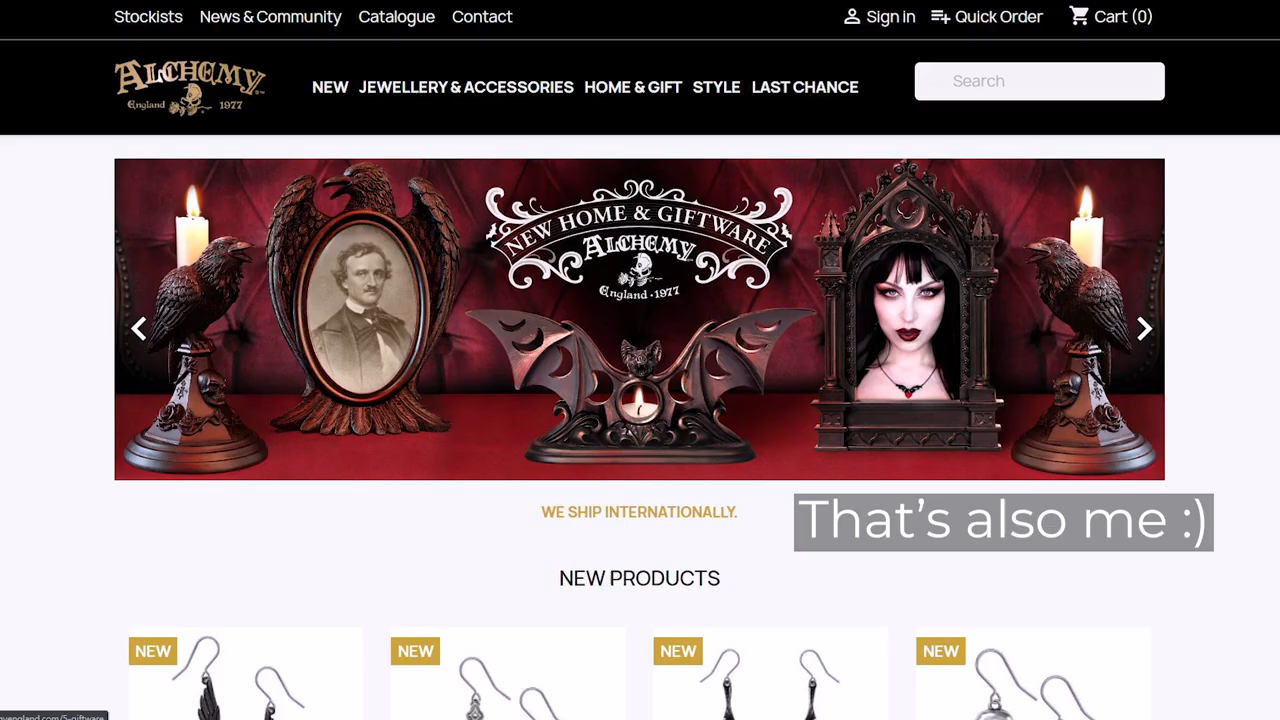 Stockists News & Community Catalogue Contact Sign in Quick Order Cart (0)
ALCHEMY
England 1977
NEW JEWELLERY & ACCESSORIES HOME & GIFT STYLE LAST CHANCE
Search
NEW HOME & GIFTWARE
ALCHEMY
England · 1977
WE SHIP INTERNATIONALLY.
That's also me :)
NEW PRODUCTS
NEW NEW NEW NEW